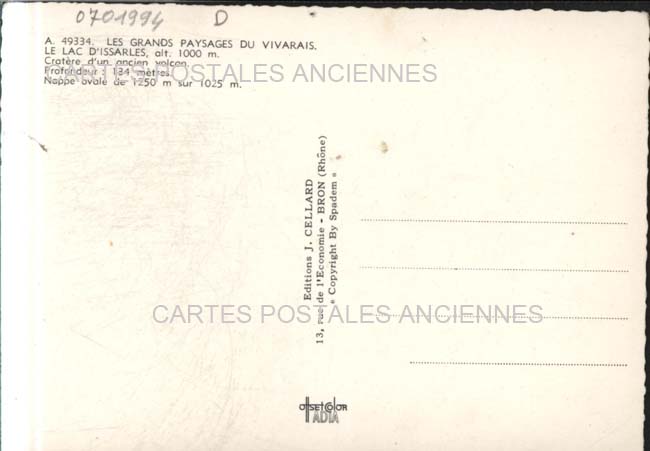 0701994 D
A. 49334. LES GRANDS PAYSAGES DU VIVARAIS.
LE LAC D'ISSARLES, alt. 1000 m.
Cratère d'un ancien volcan.
Profondeur : 134 mètres.
Nappe ovale de 1250 m sur 1025 m.
CARTES POSTALES ANCIENNES
Editions J. CELLARD
13, rue de l'Economie - BRON (Rhône)
« Copyright By Spadem »
CARTES POSTALES ANCIENNES
OffSETCOLOR
ADIA